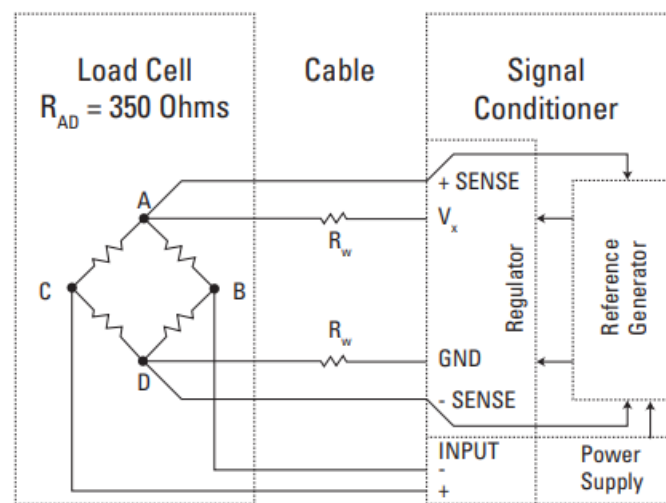 Load Cell
R_AD = 350 Ohms
Cable
Signal
Conditioner
A
C
B
D
R_w
R_w
+ SENSE
V_x
GND
- SENSE
INPUT
-
+
Regulator
Reference
Generator
Power
Supply